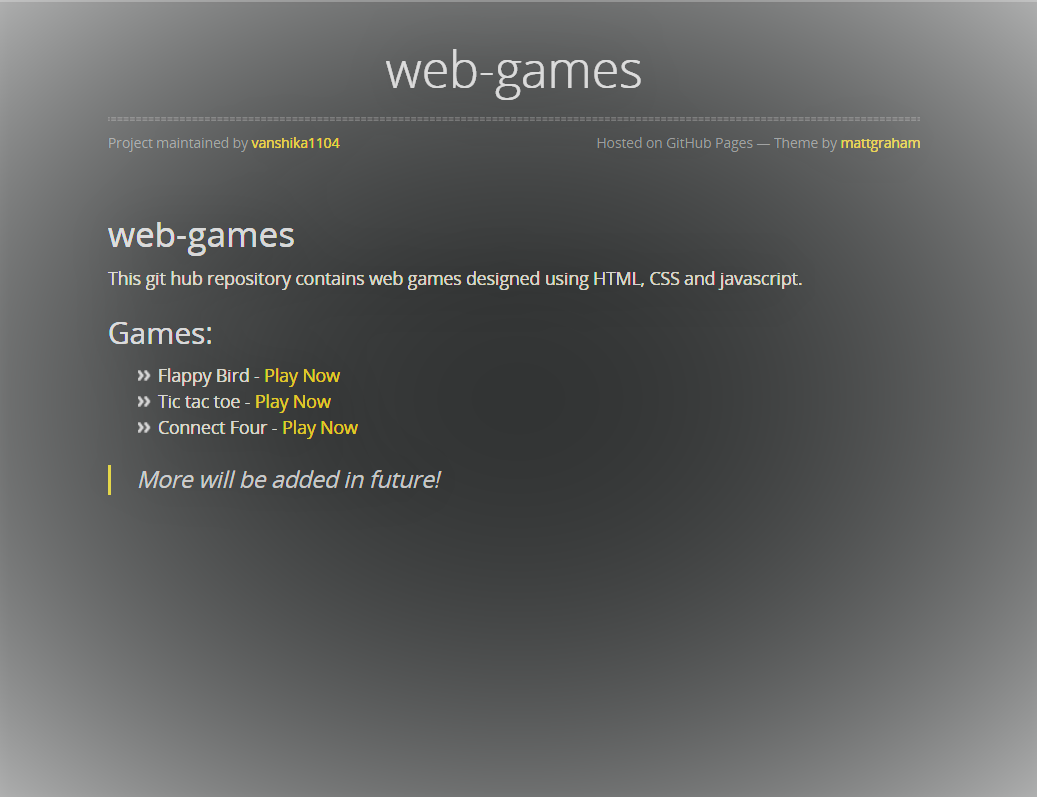 web-games
Project maintained by vanshika1104
Hosted on GitHub Pages — Theme by mattgraham
web-games
This git hub repository contains web games designed using HTML, CSS and javascript.
Games:
Flappy Bird - Play Now
Tic tac toe - Play Now
Connect Four - Play Now
More will be added in future!